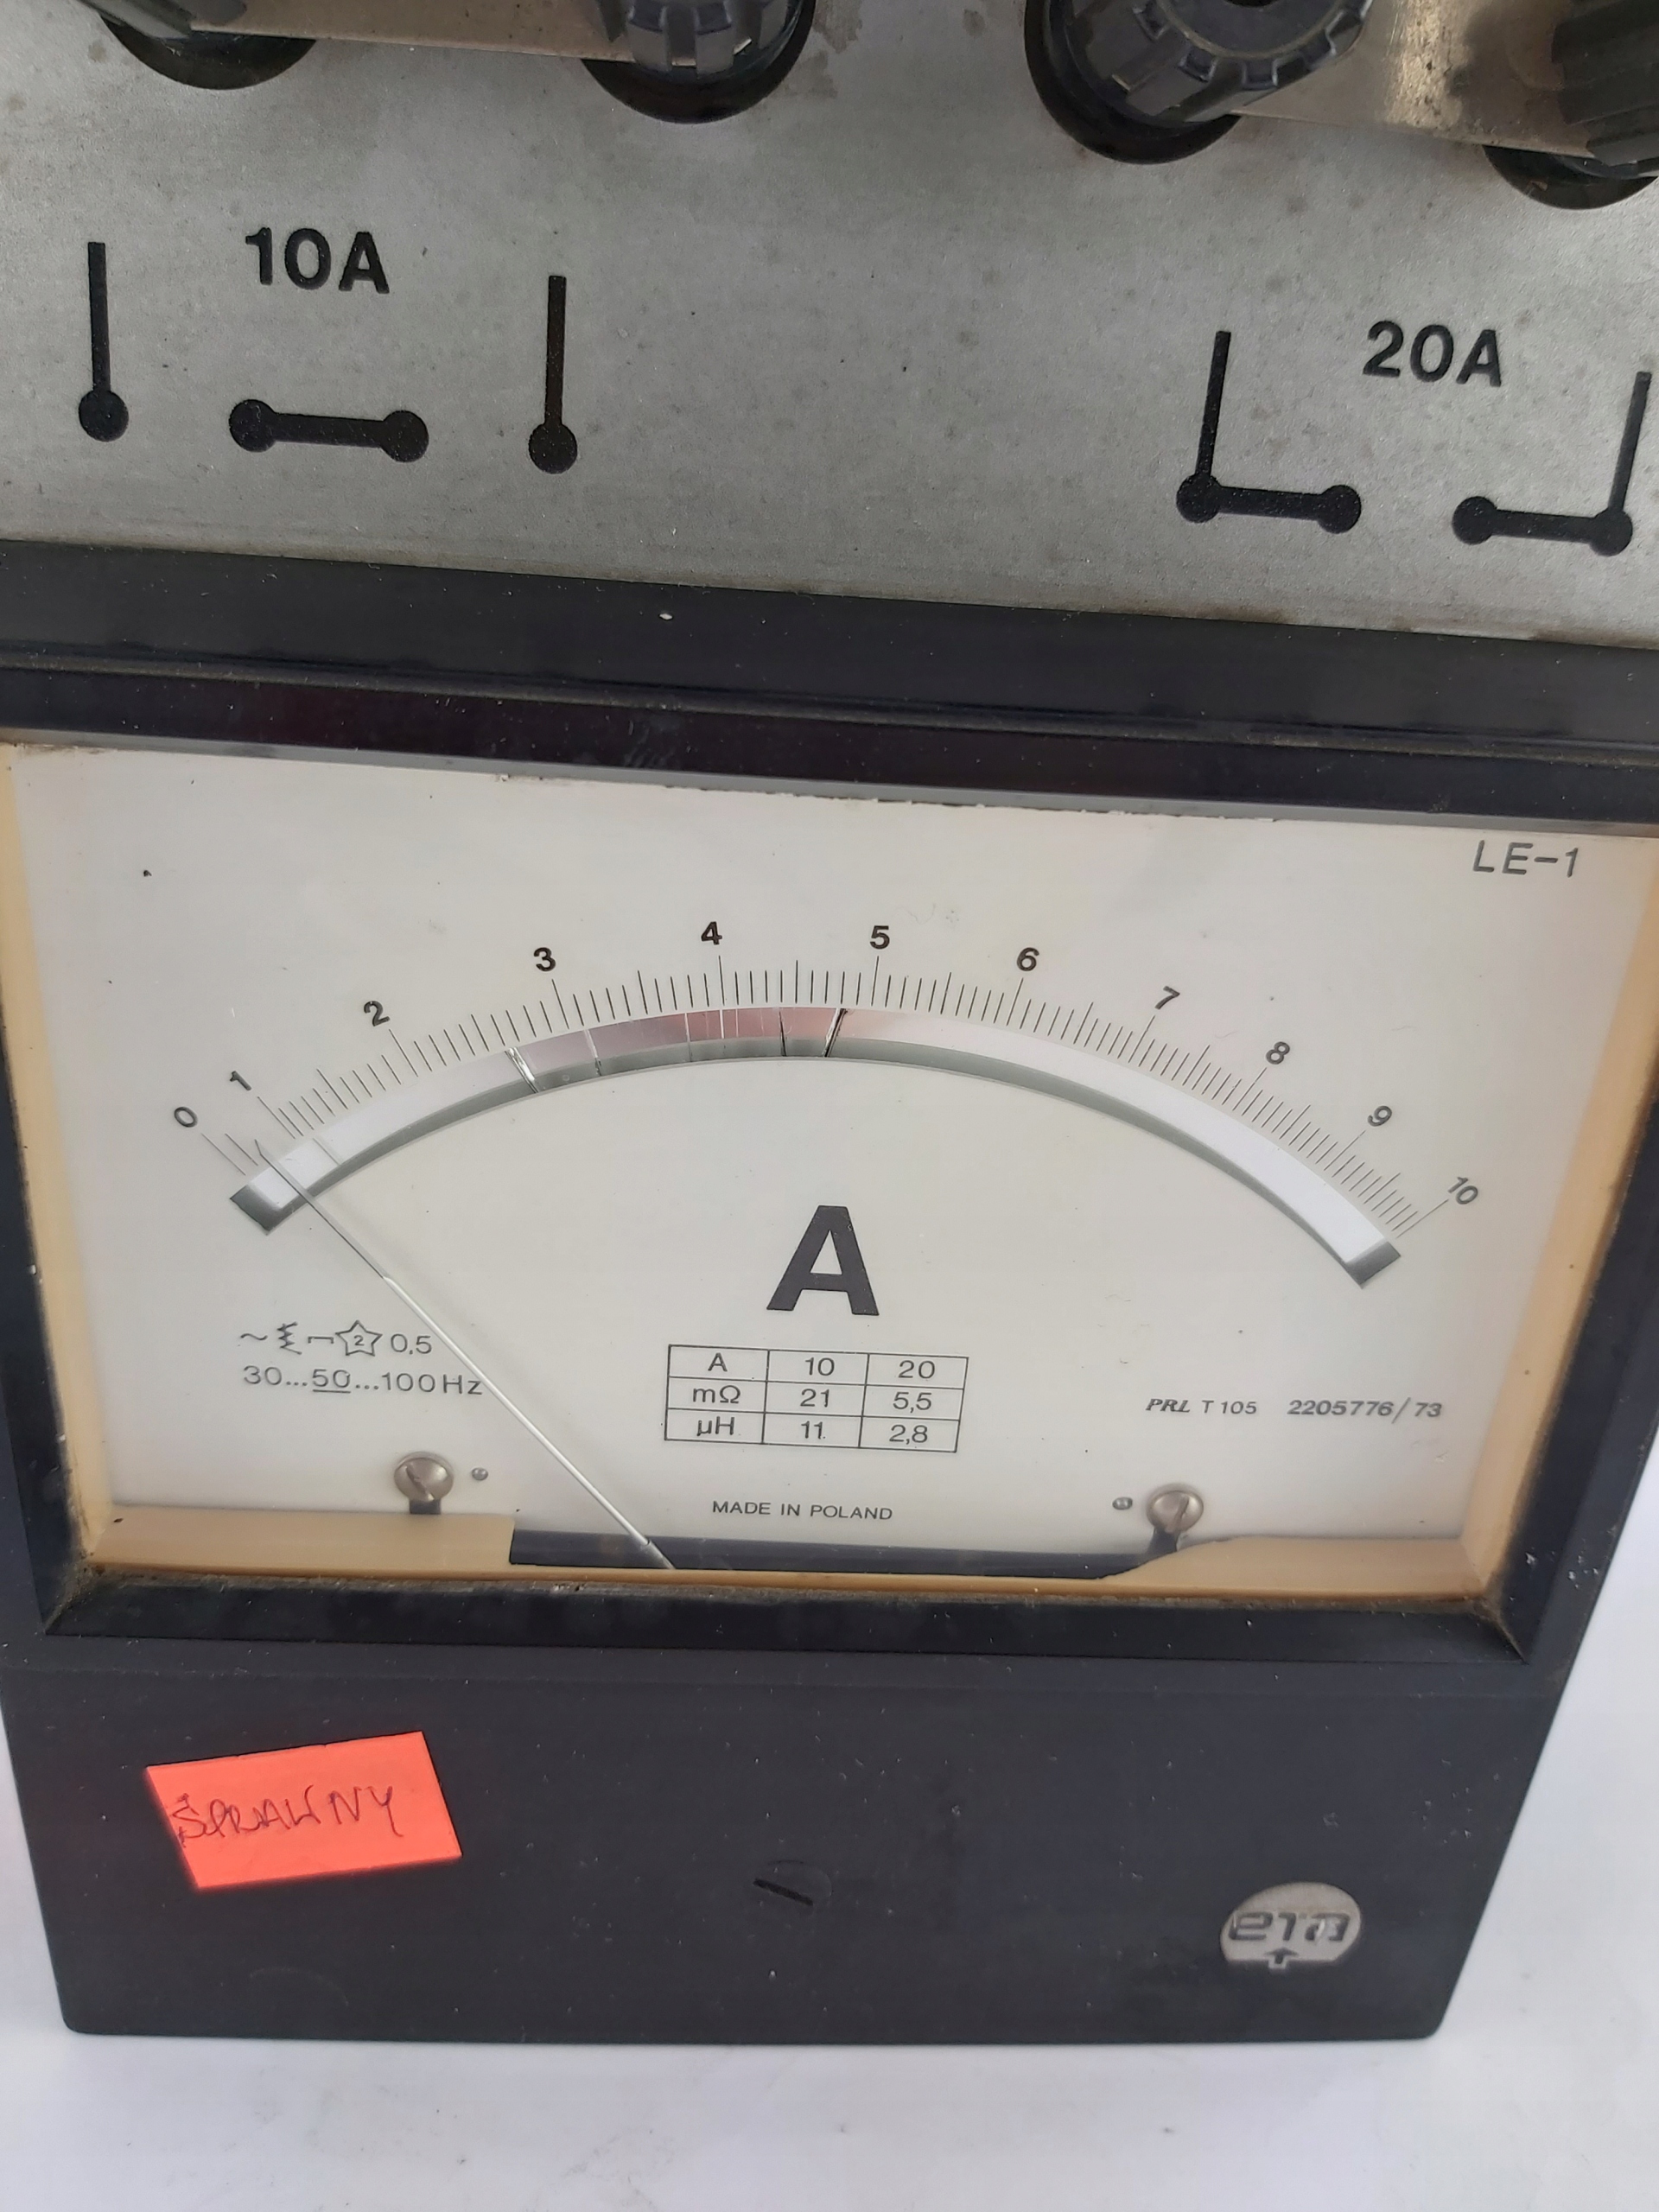 10A
20A
LE-1
0 1 2 3 4 5 6 7 8 9 10
A
~ 2 0,5
30...50...100Hz
A 10 20
mΩ 21 5,5
µH 11 2,8
PRL T 105 2205776/73
MADE IN POLAND
SPRAWNY
eta